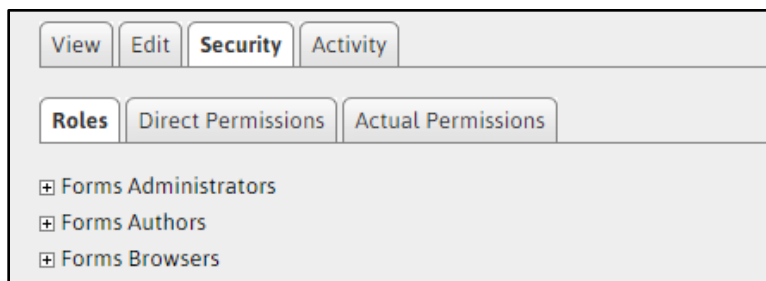 View Edit Security Activity
Roles Direct Permissions Actual Permissions
Forms Administrators
Forms Authors
Forms Browsers